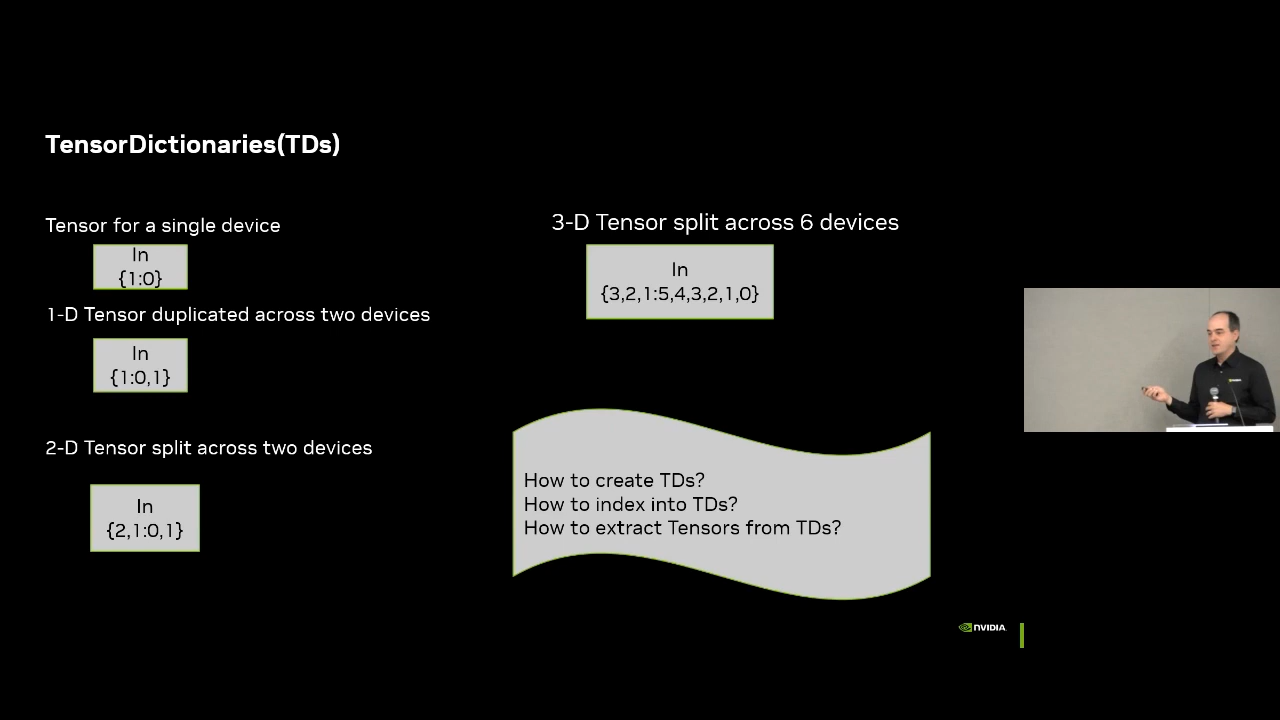 TensorDictionaries(TDs)
Tensor for a single device
In
{1:0}
1-D Tensor duplicated across two devices
In
{1:0,1}
2-D Tensor split across two devices
In
{2,1:0,1}
3-D Tensor split across 6 devices
In
{3,2,1:5,4,3,2,1,0}
How to create TDs?
How to index into TDs?
How to extract Tensors from TDs?
NVIDIA